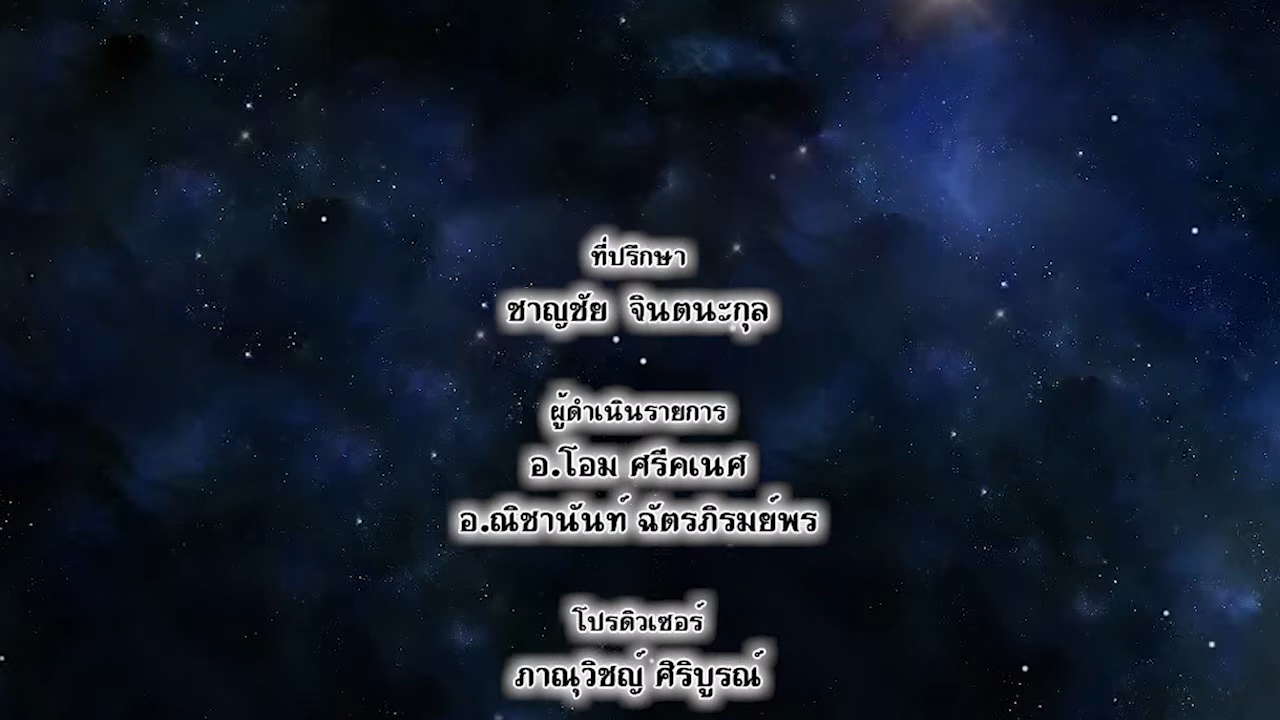 ที่ปรึกษา
ชาญชัย จินตนะกุล
ผู้ดำเนินรายการ
อ.โอม ศรีคเนศ
อ.ณิชานันท์ ฉัตรภิรมย์พร
โปรดิวเซอร์
ภาณุวิชญ์ ศิริบูรณ์